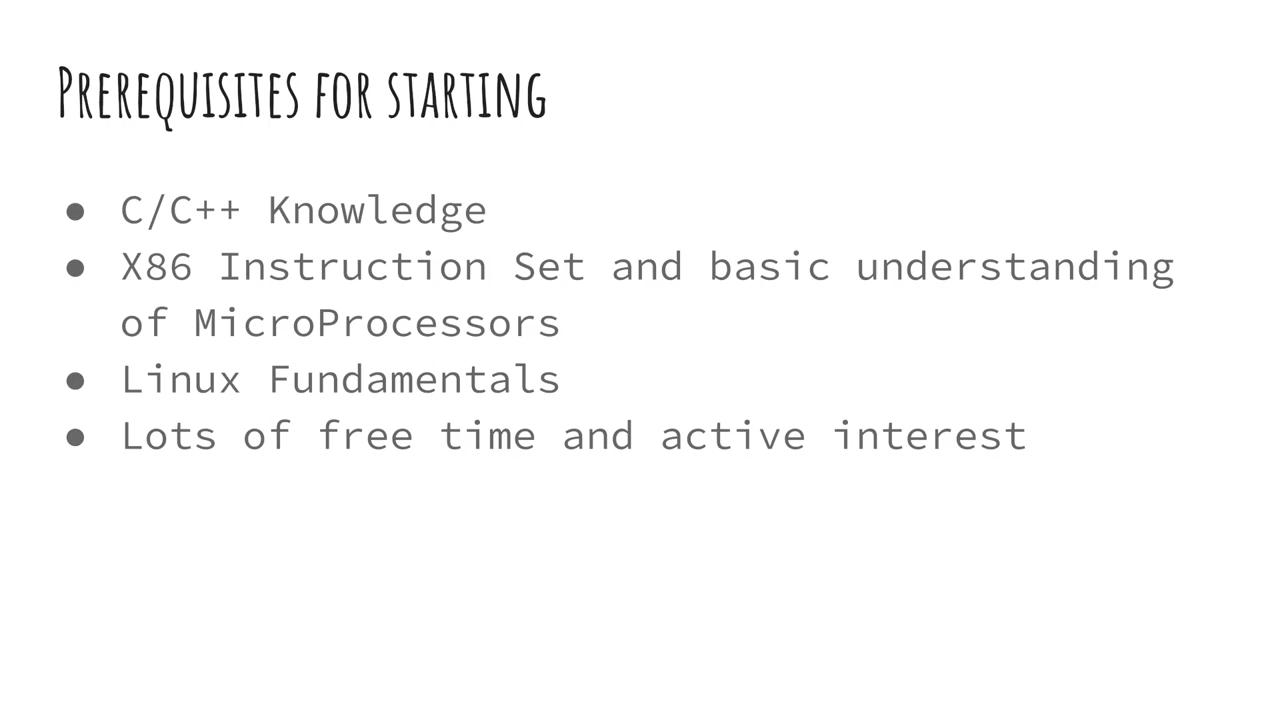 Prerequisites for starting
● C/C++ Knowledge
● X86 Instruction Set and basic understanding
of MicroProcessors
● Linux Fundamentals
● Lots of free time and active interest